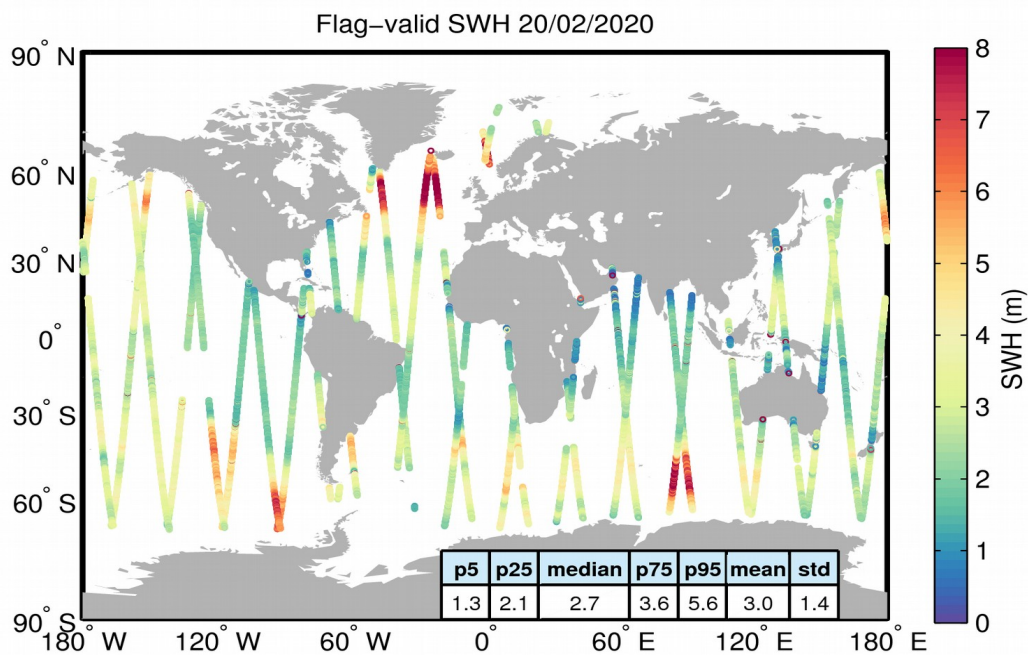 Flag−valid SWH 20/02/2020
90° N
60° N
30° N
0°
30° S
60° S
90° S
180° W
120° W
60° W
0°
60° E
120° E
180° E
p5 p25 median p75 p95 mean std
1.3 2.1 2.7 3.6 5.6 3.0 1.4
8
7
6
5
4
3
2
1
0
SWH (m)